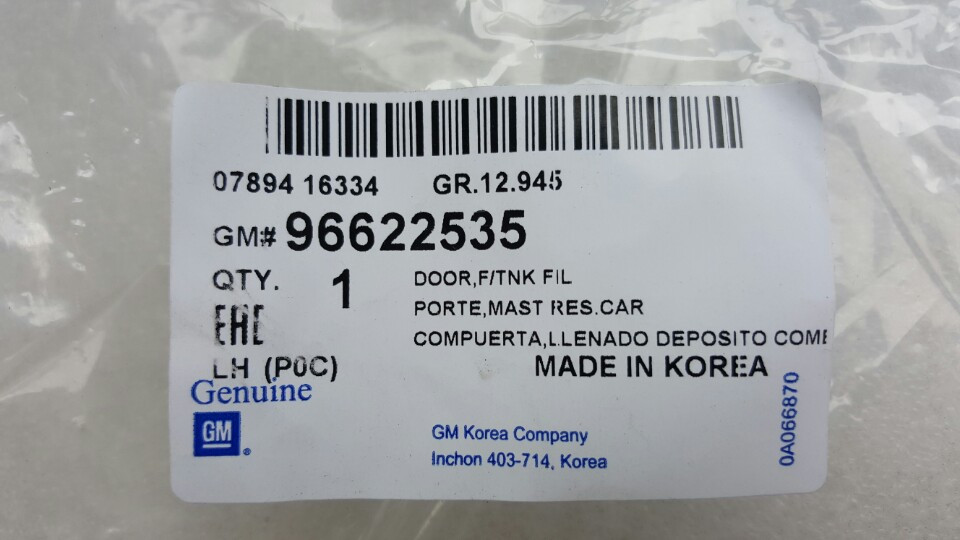 07894 16334 GR.12.945
GM# 96622535
QTY. 1 DOOR,F/TNK FIL
PORTE,MAST RES.CAR
EAC COMPUERTA,LLENADO DEPOSITO COMB
LH (P0C) MADE IN KOREA
Genuine
GM
GM Korea Company
Inchon 403-714, Korea
0A066870